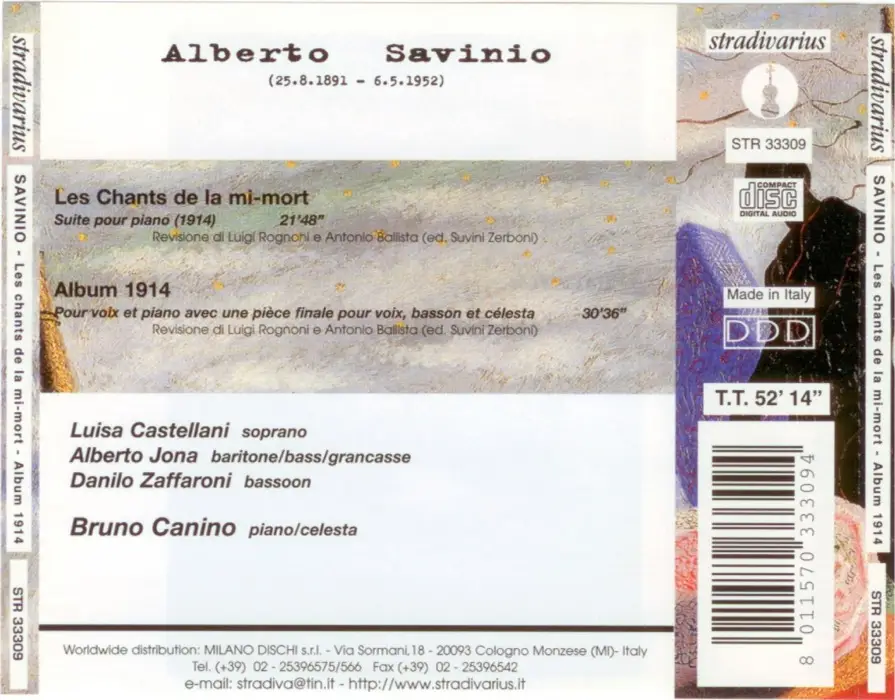 stradivarius
SAVINIO - Les chants de la mi-mort - Album 1914
STR 33309
Alberto Savinio
(25.8.1891 - 6.5.1952)
Les Chants de la mi-mort
Suite pour piano (1914) 21'48"
Revisione di Luigi Rognoni e Antonio Ballista (ed. Suvini Zerboni)
Album 1914
Pour voix et piano avec une pièce finale pour voix, basson et célesta 30'36"
Revisione di Luigi Rognoni e Antonio Ballista (ed. Suvini Zerboni)
Luisa Castellani soprano
Alberto Jona baritone/bass/grancasse
Danilo Zaffaroni bassoon
Bruno Canino piano/celesta
Worldwide distribution: MILANO DISCHI s.r.l. - Via Sormani,18 - 20093 Cologno Monzese (MI)- Italy
Tel. (+39) 02 - 25396575/566 Fax (+39) 02 - 25396542
e-mail: stradiva@tin.it - http://www.stradivarius.it
stradivarius
STR 33309
COMPACT
disc
DIGITAL AUDIO
Made in Italy
DDD
T.T. 52' 14"
8 011570 333094
stradivarius
SAVINIO - Les chants de la mi-mort - Album 1914
STR 33309